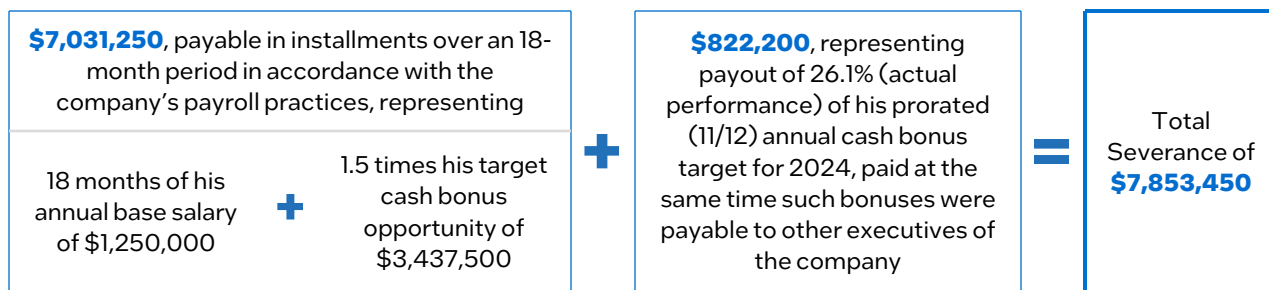 $7,031,250, payable in installments over an 18-
month period in accordance with the
company’s payroll practices, representing
18 months of his
annual base salary
of $1,250,000
+
1.5 times his target
cash bonus
opportunity of
$3,437,500
+
$822,200, representing
payout of 26.1% (actual
performance) of his prorated
(11/12) annual cash bonus
target for 2024, paid at the
same time such bonuses were
payable to other executives of
the company
=
Total
Severance of
$7,853,450